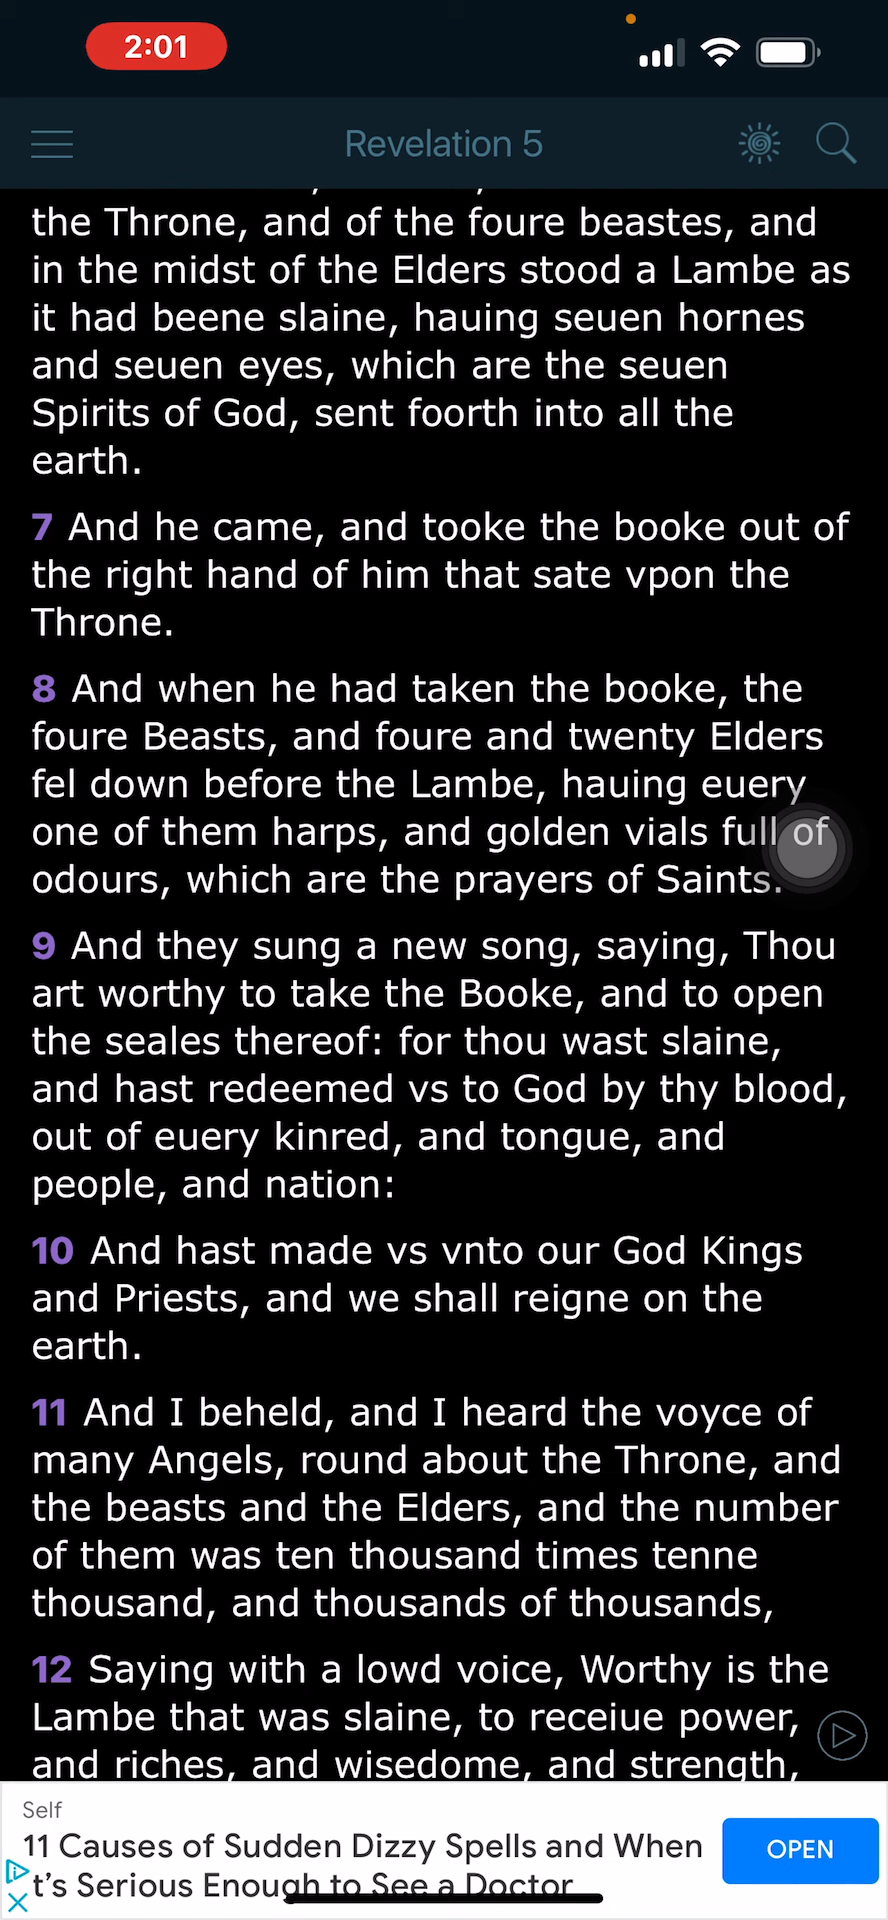 2:01
Revelation 5
the Throne, and of the foure beastes, and
in the midst of the Elders stood a Lambe as
it had beene slaine, hauing seuen hornes
and seuen eyes, which are the seuen
Spirits of God, sent foorth into all the
earth.
7 And he came, and tooke the booke out of
the right hand of him that sate vpon the
Throne.
8 And when he had taken the booke, the
foure Beasts, and foure and twenty Elders
fel down before the Lambe, hauing euery
one of them harps, and golden vials full of
odours, which are the prayers of Saints.
9 And they sung a new song, saying, Thou
art worthy to take the Booke, and to open
the seales thereof: for thou wast slaine,
and hast redeemed vs to God by thy blood,
out of euery kinred, and tongue, and
people, and nation:
10 And hast made vs vnto our God Kings
and Priests, and we shall reigne on the
earth.
11 And I beheld, and I heard the voyce of
many Angels, round about the Throne, and
the beasts and the Elders, and the number
of them was ten thousand times tenne
thousand, and thousands of thousands,
12 Saying with a lowd voice, Worthy is the
Lambe that was slaine, to receiue power,
and riches, and wisedome, and strength,
Self
11 Causes of Sudden Dizzy Spells and When
t’s Serious Enough to See a Doctor
OPEN